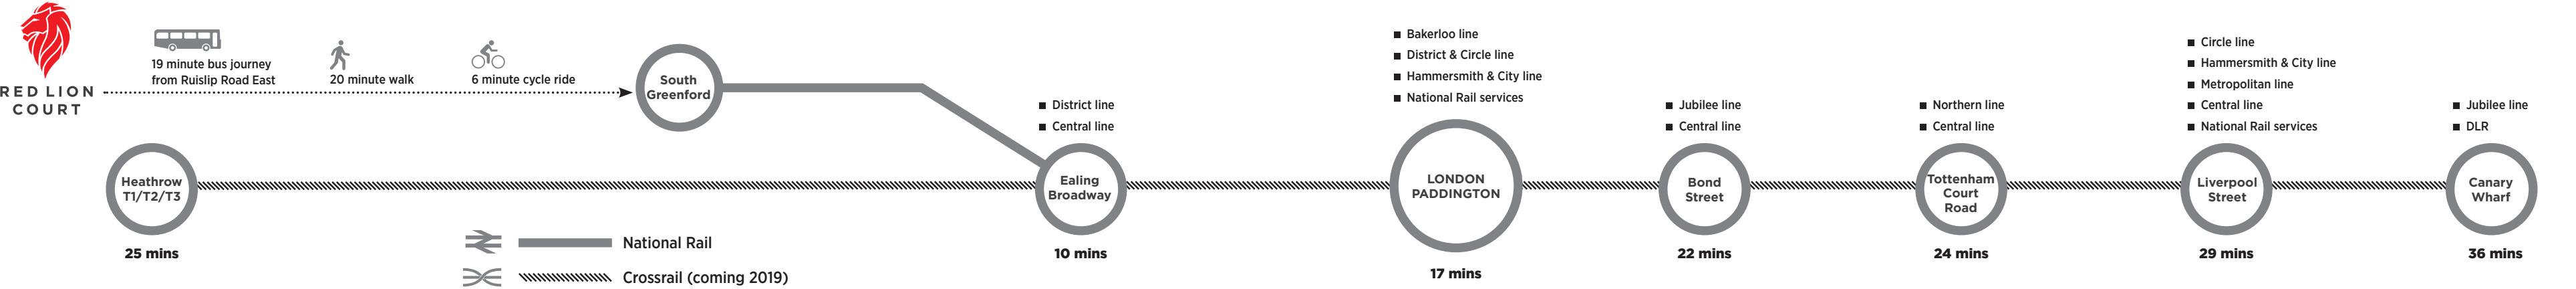 RED LION
COURT
19 minute bus journey
from Ruislip Road East
20 minute walk
6 minute cycle ride
South
Greenford
Heathrow
T1/T2/T3
25 mins
District line
Central line
Ealing
Broadway
10 mins
Bakerloo line
District & Circle line
Hammersmith & City line
National Rail services
LONDON
PADDINGTON
17 mins
Jubilee line
Central line
Bond
Street
22 mins
Northern line
Central line
Tottenham
Court
Road
24 mins
Circle line
Hammersmith & City line
Metropolitan line
Central line
National Rail services
Liverpool
Street
29 mins
Jubilee line
DLR
Canary
Wharf
36 mins
National Rail
Crossrail (coming 2019)